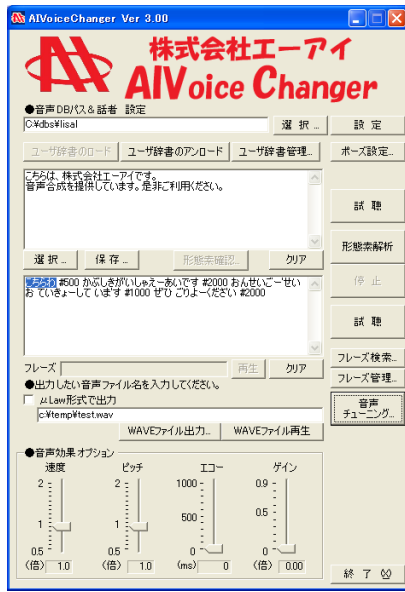 AIVoiceChanger Ver 3.00
株式会社エーアイ
AIVoice Changer
●音声DBパス&話者 設定
C:¥dbs¥lisa¥
選 択 ...
設 定
ユーザ辞書のロード
ユーザ辞書のアンロード
ユーザ辞書管理...
ポーズ設定...
こちらは、株式会社エーアイです。
音声合成を提供しています。是非ご利用ください。
試 聴
選 択 ...
保 存 ...
形態素確認...
クリア
形態素解析
停 止
こちらわ #500 かぶしきがいしゃえーあいです #2000 おんせいごーせい
お ていきょーして います #1000 ぜひ ごりよーください #2000
試 聴
フレーズ
再生
クリア
フレーズ検索...
フレーズ管理...
●出力したい音声ファイル名を入力してください。
μLaw形式で出力
c:¥temp¥test.wav
音声
チューニング...
WAVEファイル出力...
WAVEファイル再生
●音声効果オプション
速度
ピッチ
エコー
ゲイン
2
2
1000
0.9
1
1
500
0.5
0.5
0.5
0
0
(倍) 1.0
(倍) 1.0
(ms) 0
(倍) 0.00
終 了